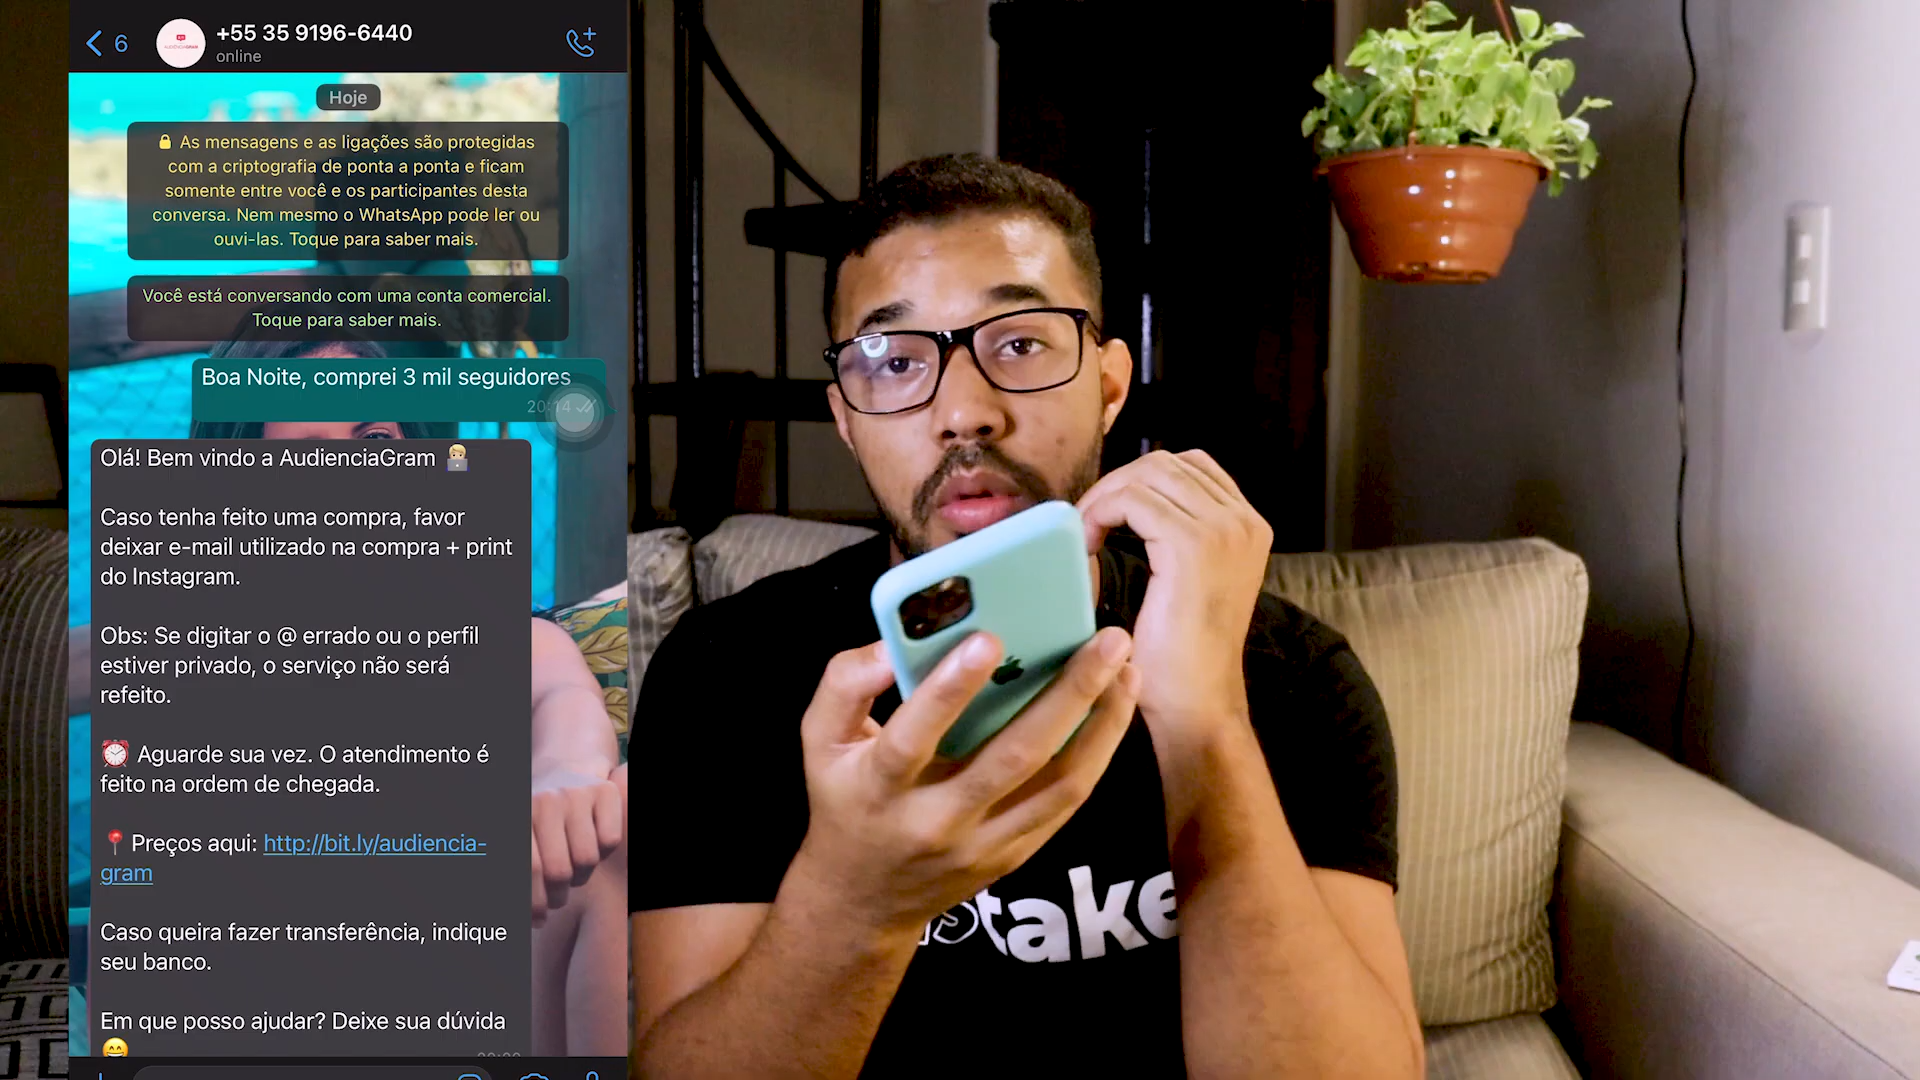 6
+55 35 9196-6440
online
Hoje
As mensagens e as ligações são protegidas
com a criptografia de ponta a ponta e ficam
somente entre você e os participantes desta
conversa. Nem mesmo o WhatsApp pode ler ou
ouvi-las. Toque para saber mais.
Você está conversando com uma conta comercial.
Toque para saber mais.
Boa Noite, comprei 3 mil seguidores
20:14
Olá! Bem vindo a AudienciaGram
Caso tenha feito uma compra, favor
deixar e-mail utilizado na compra + print
do Instagram.
Obs: Se digitar o @ errado ou o perfil
estiver privado, o serviço não será
refeito.
Aguarde sua vez. O atendimento é
feito na ordem de chegada.
Preços aqui: http://bit.ly/audiencia-
gram
Caso queira fazer transferência, indique
seu banco.
Em que posso ajudar? Deixe sua dúvida
take